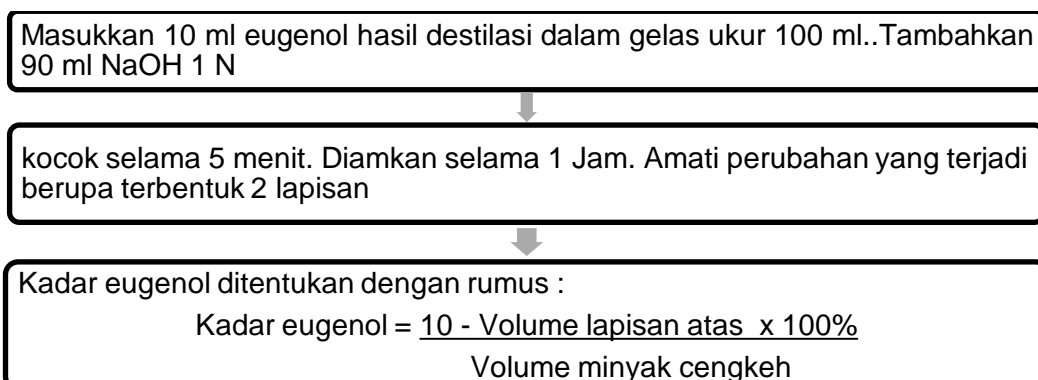 Masukkan 10 ml eugenol hasil destilasi dalam gelas ukur 100 ml..Tambahkan
90 ml NaOH 1 N
kocok selama 5 menit. Diamkan selama 1 Jam. Amati perubahan yang terjadi
berupa terbentuk 2 lapisan
Kadar eugenol ditentukan dengan rumus :
Kadar eugenol = 10 - Volume lapisan atas x 100%
Volume minyak cengkeh